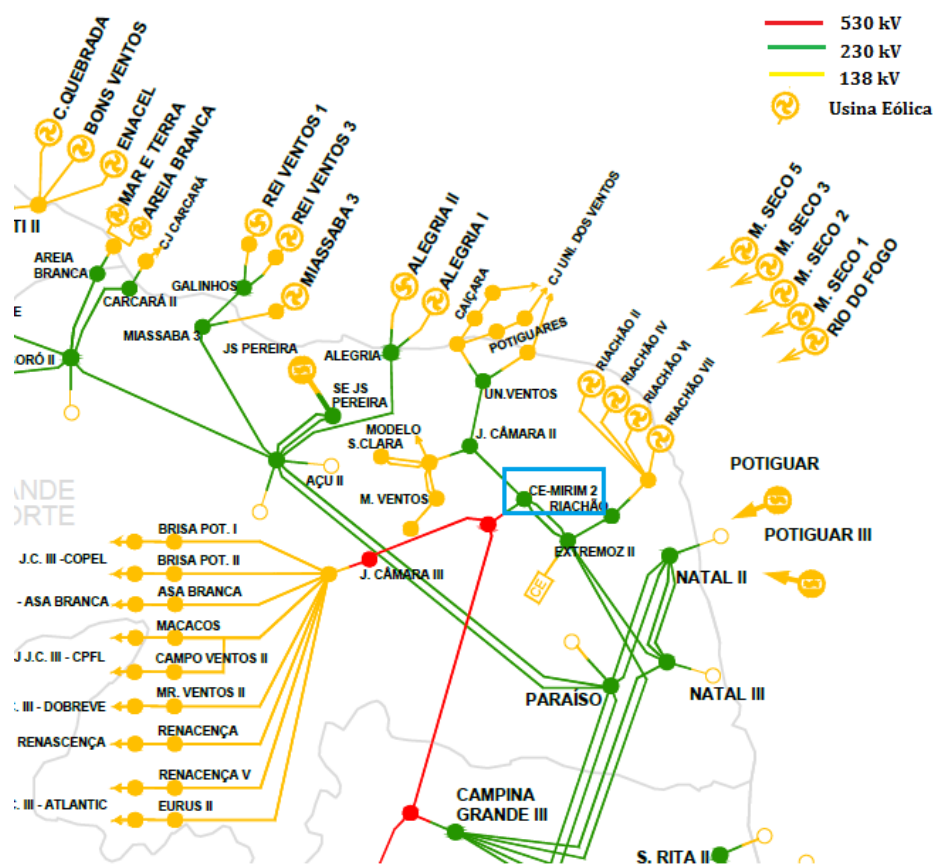 530 kV
230 kV
138 kV
Usina Eólica
C.QUEBRADA
BONS VENTOS
ENACEL
MAR E TERRA
AREIA BRANCA
CJ CARCARÁ
TI II
AREIA
BRANCA
CARCARÁ II
E
ORÓ II
REI VENTOS 1
REI VENTOS 3
MIASSABA 3
GALINHOS
MIASSABA 3
JS PEREIRA
SE JS
PEREIRA
ALEGRIA II
ALEGRIA I
ALEGRIA
CAIÇARA
CJ UNI. DOS VENTOS
POTIGUARES
UN.VENTOS
J. CÂMARA II
MODELO
S.CLARA
M. VENTOS
RIACHÃO II
RIACHÃO IV
RIACHÃO VI
RIACHÃO VII
M. SECO 5
M. SECO 3
M. SECO 2
M. SECO 1
RIO DO FOGO
CE-MIRIM 2
RIACHÃO
EXTREMOZ II
CE
POTIGUAR
POTIGUAR III
NATAL II
NATAL III
PARAÍSO
AÇU II
ANDE
ORTE
J. CÂMARA III
BRISA POT. I
J.C. III -COPEL
BRISA POT. II
- ASA BRANCA
ASA BRANCA
MACACOS
J J.C. III - CPFL
CAMPO VENTOS II
MR. VENTOS II
. III - DOBREVE
RENACENÇA
RENASCENÇA
RENACENÇA V
C. III - ATLANTIC
EURUS II
CAMPINA
GRANDE III
S. RITA II